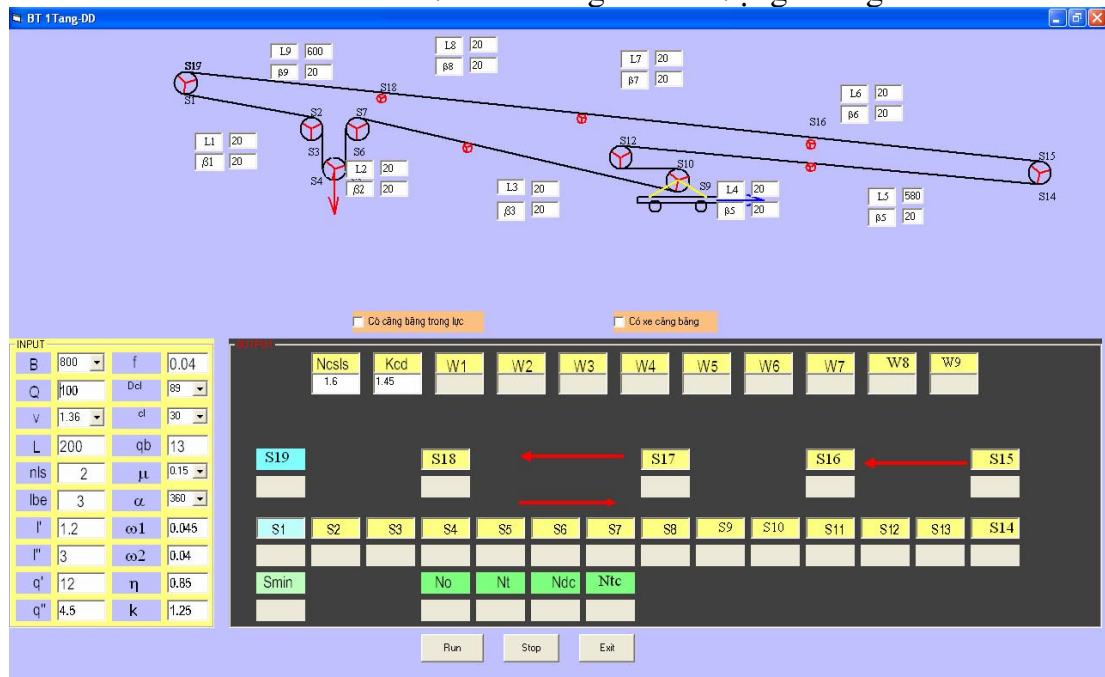 BT 1Tang-DD
L9 600
β9 20
L8 20
β8 20
L7 20
β7 20
L6 20
β6 20
S19
S1
S18
S2
S7
S3
S6
S4
L1 20
β1 20
L2 20
β2 20
L3 20
β3 20
S12
S10
S9
L4 20
β5 20
S16
S15
S14
L5 580
β5 20
Có căng băng trong lực
Có xe căng băng
INPUT
B 800 f 0.04
Q 100 Dcl 89
v 1.36 cl 30
L 200 qb 13
nls 2 μ 0.15
lbe 3 α 360
l' 1.2 ω1 0.045
l" 3 ω2 0.04
q' 12 η 0.85
q" 4.5 k 1.25
Ncsls Kcd W1 W2 W3 W4 W5 W6 W7 W8 W9
1.6 1.45
S19 S18 S17 S16 S15
S1 S2 S3 S4 S5 S6 S7 S8 S9 S10 S11 S12 S13 S14
Smin No Nt Ndc Ntc
Run Stop Exit